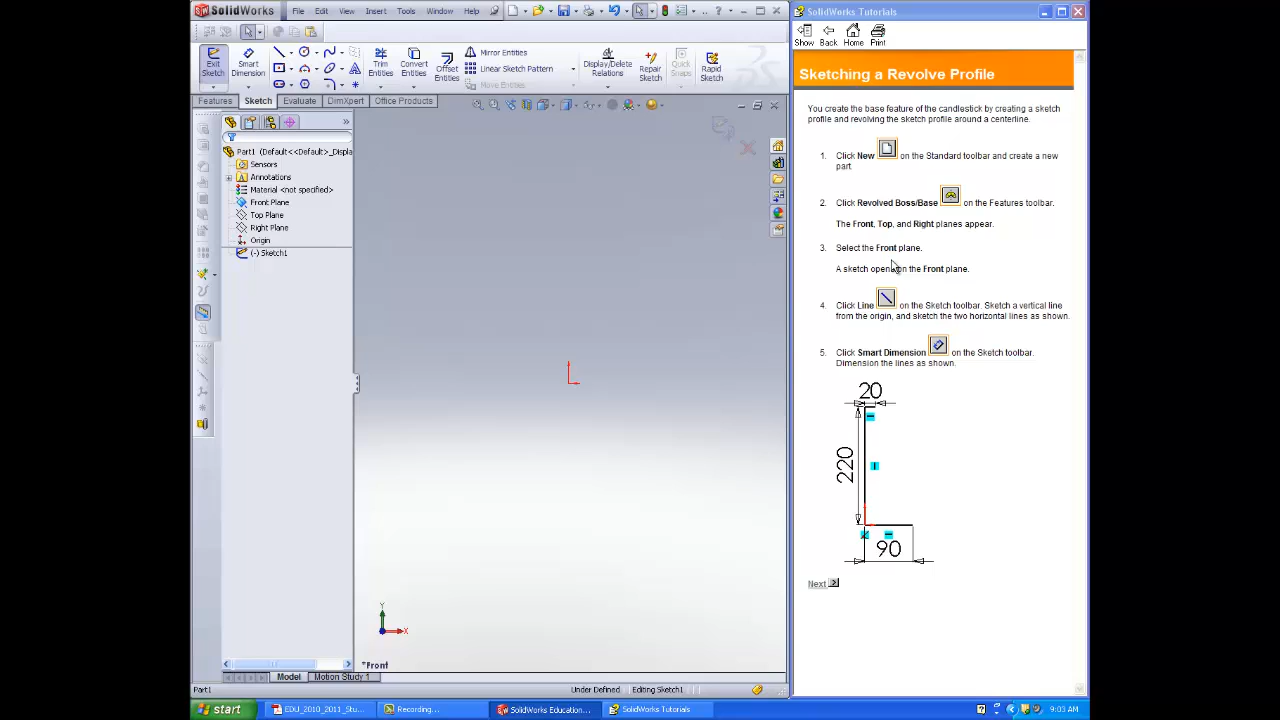 SolidWorks File Edit View Insert Tools Window Help
Exit Sketch
Smart Dimension
Trim Entities
Convert Entities
Offset Entities
Mirror Entities
Linear Sketch Pattern
Move Entities
Display/Delete Relations
Repair Sketch
Quick Snaps
Rapid Sketch
Features Sketch Evaluate DimXpert Office Products
Part1 (Default<<Default>_Displa
Sensors
Annotations
Material <not specified>
Front Plane
Top Plane
Right Plane
Origin
(-) Sketch1
Y
X
*Front
Model Motion Study 1
Part1 Under Defined Editing Sketch1
SolidWorks Tutorials
Show Back Home Print
Sketching a Revolve Profile
You create the base feature of the candlestick by creating a sketch
profile and revolving the sketch profile around a centerline.
1. Click New on the Standard toolbar and create a new
part
2. Click Revolved Boss/Base on the Features toolbar.
The Front, Top, and Right planes appear.
3. Select the Front plane.
A sketch opens on the Front plane.
4. Click Line on the Sketch toolbar. Sketch a vertical line
from the origin, and sketch the two horizontal lines as shown.
5. Click Smart Dimension on the Sketch toolbar.
Dimension the lines as shown.
20
220
90
Next
start EDU_2010_2011_Stu... Recording... SolidWorks Education... SolidWorks Tutorials 9:03 AM